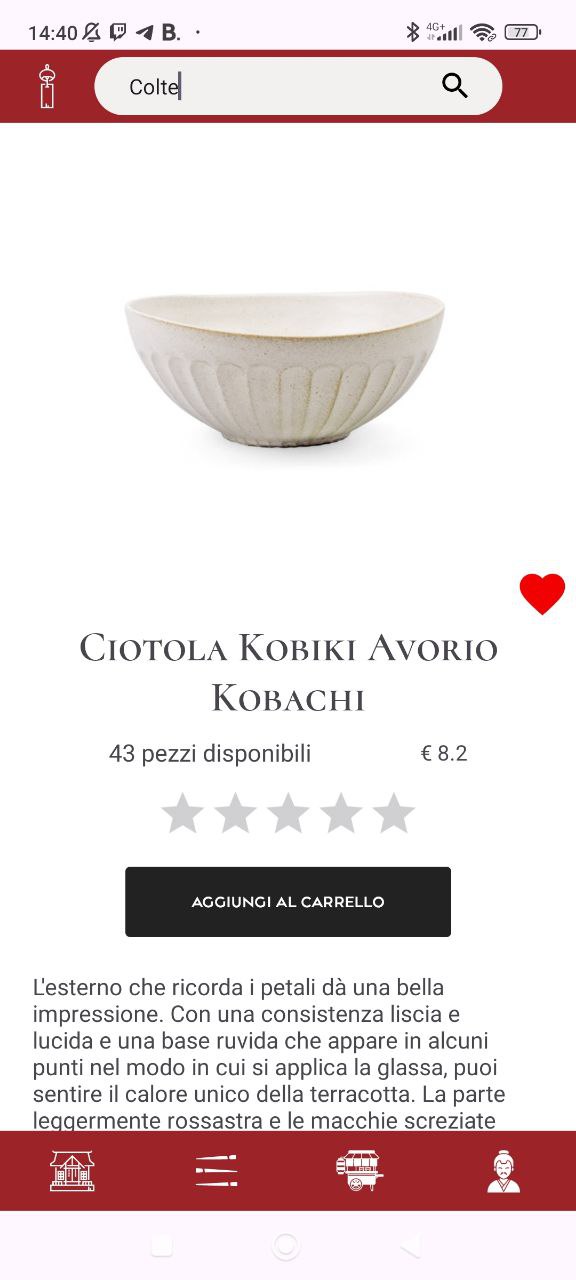 14:40 B. 4G+ 77
Colte
Ciotola Kobiki Avorio
Kobachi
43 pezzi disponibili € 8.2
AGGIUNGI AL CARRELLO
L'esterno che ricorda i petali dà una bella
impressione. Con una consistenza liscia e
lucida e una base ruvida che appare in alcuni
punti nel modo in cui si applica la glassa, puoi
sentire il calore unico della terracotta. La parte
leggermente rossastra e le macchie screziate